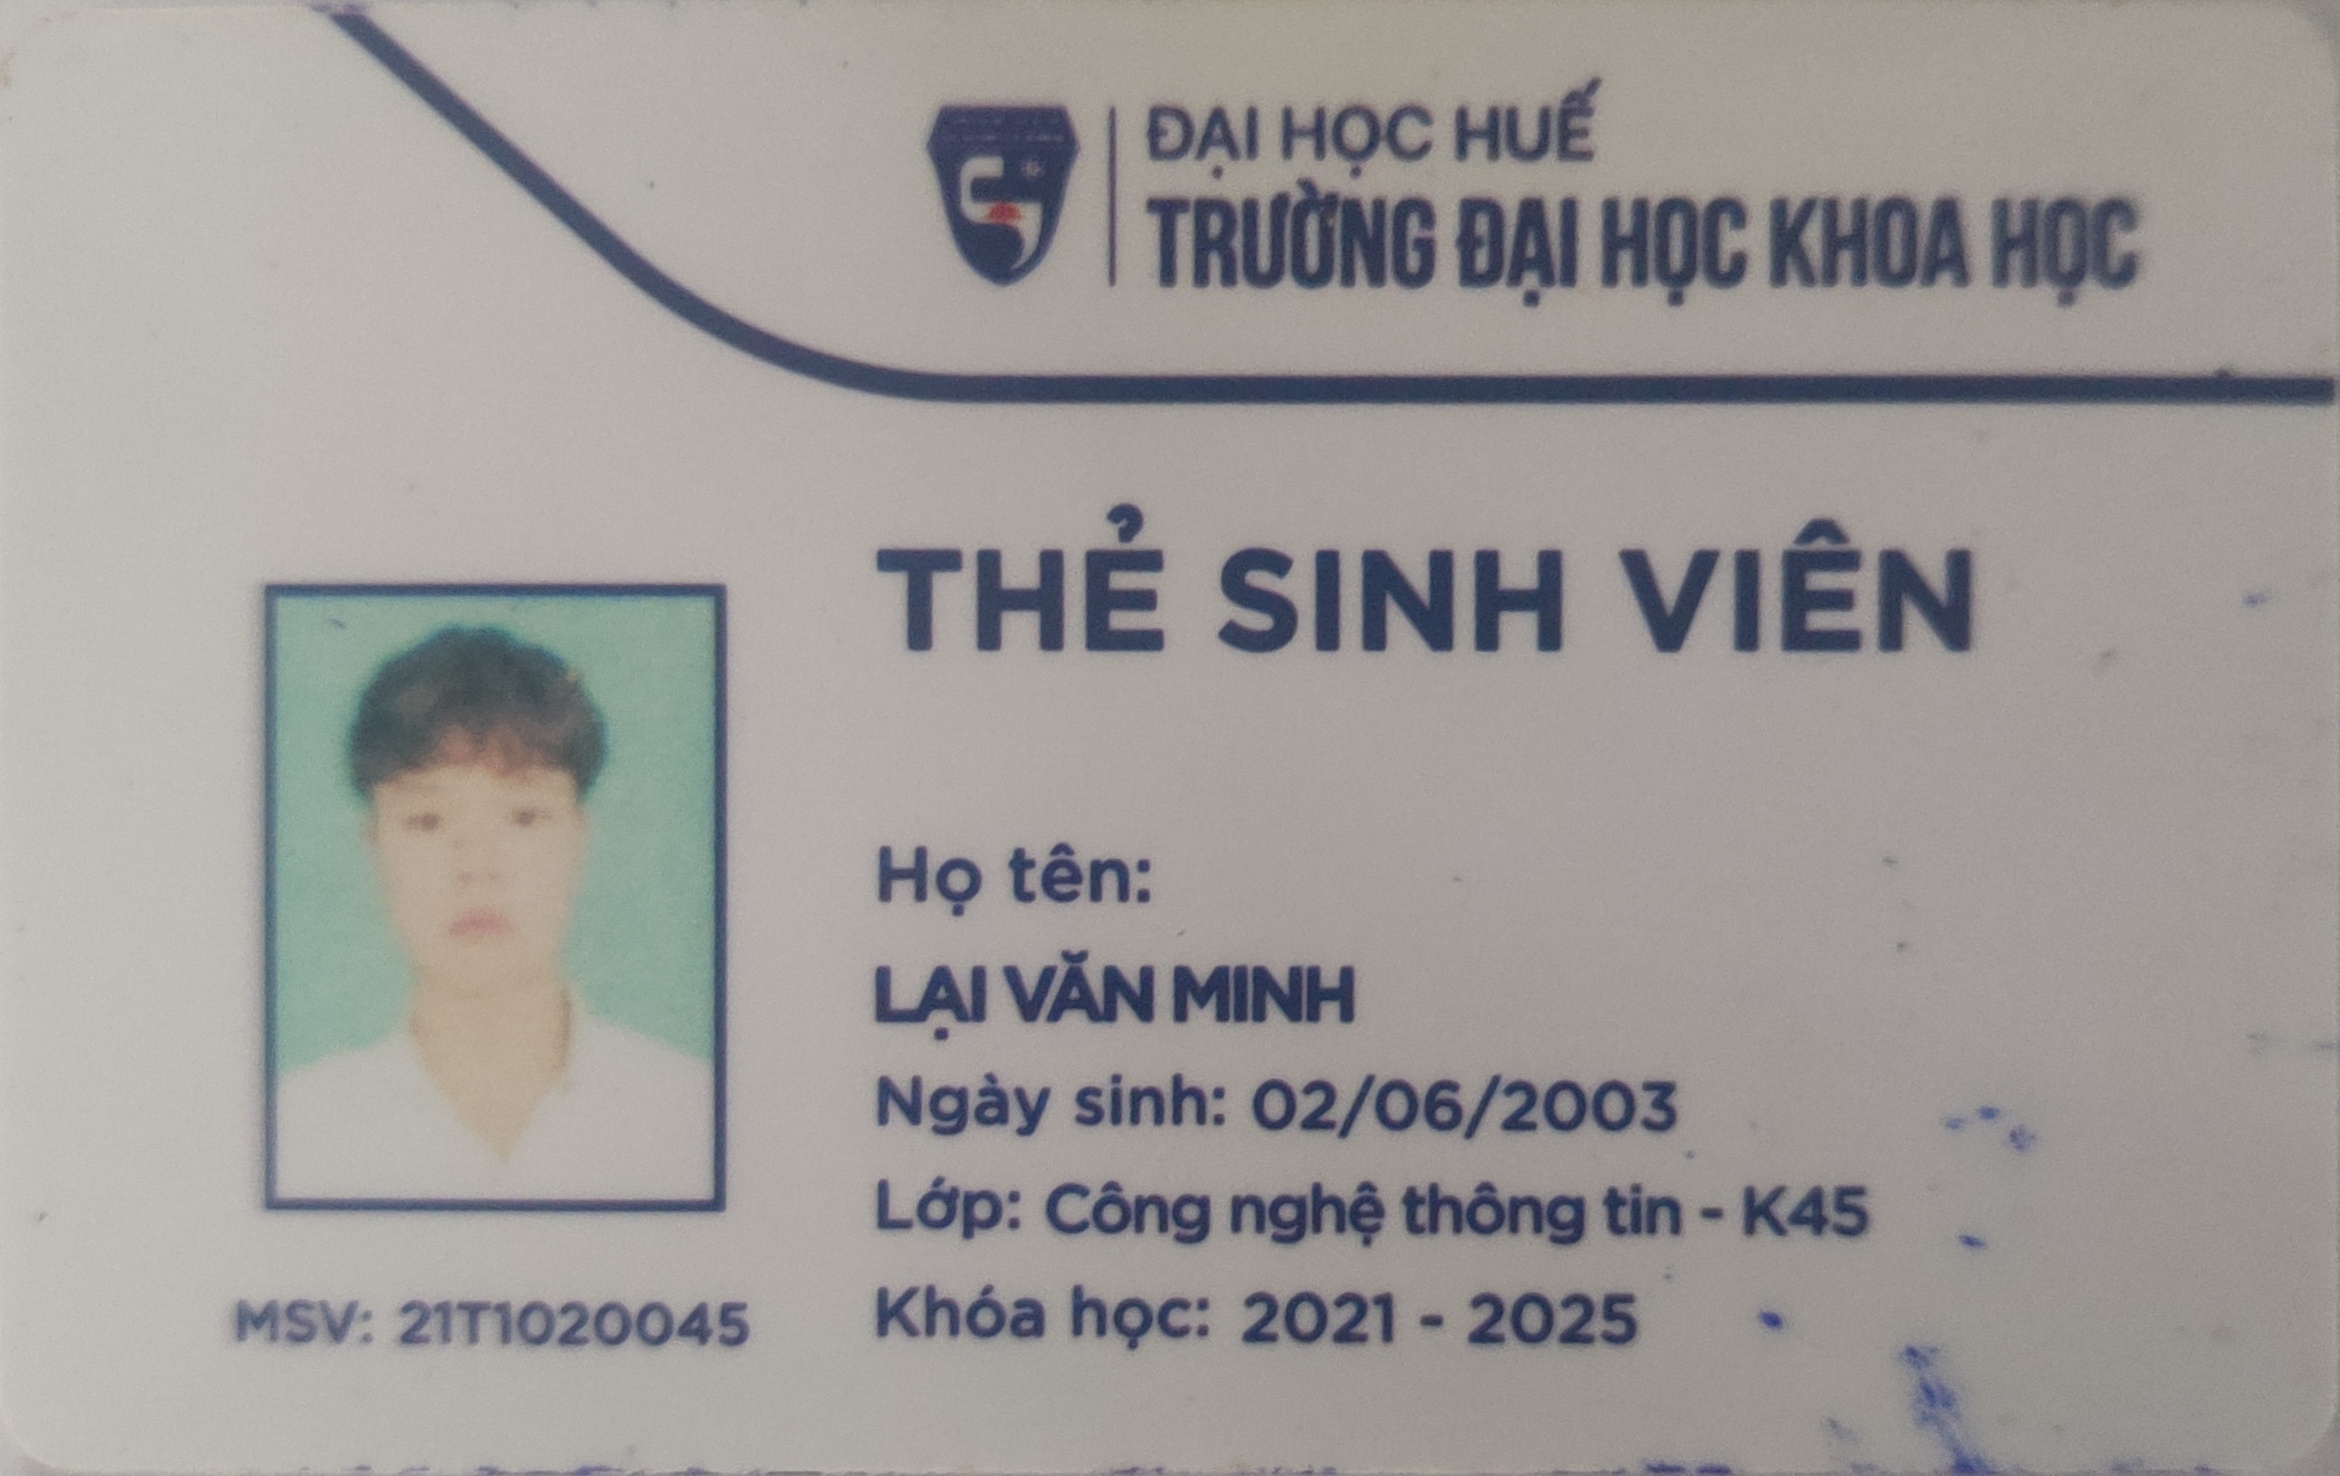 ĐẠI HỌC HUẾ
TRƯỜNG ĐẠI HỌC KHOA HỌC
THẺ SINH VIÊN
Họ tên:
LẠI VĂN MINH
Ngày sinh: 02/06/2003
Lớp: Công nghệ thông tin - K45
Khóa học: 2021 - 2025
MSV: 21T1020045